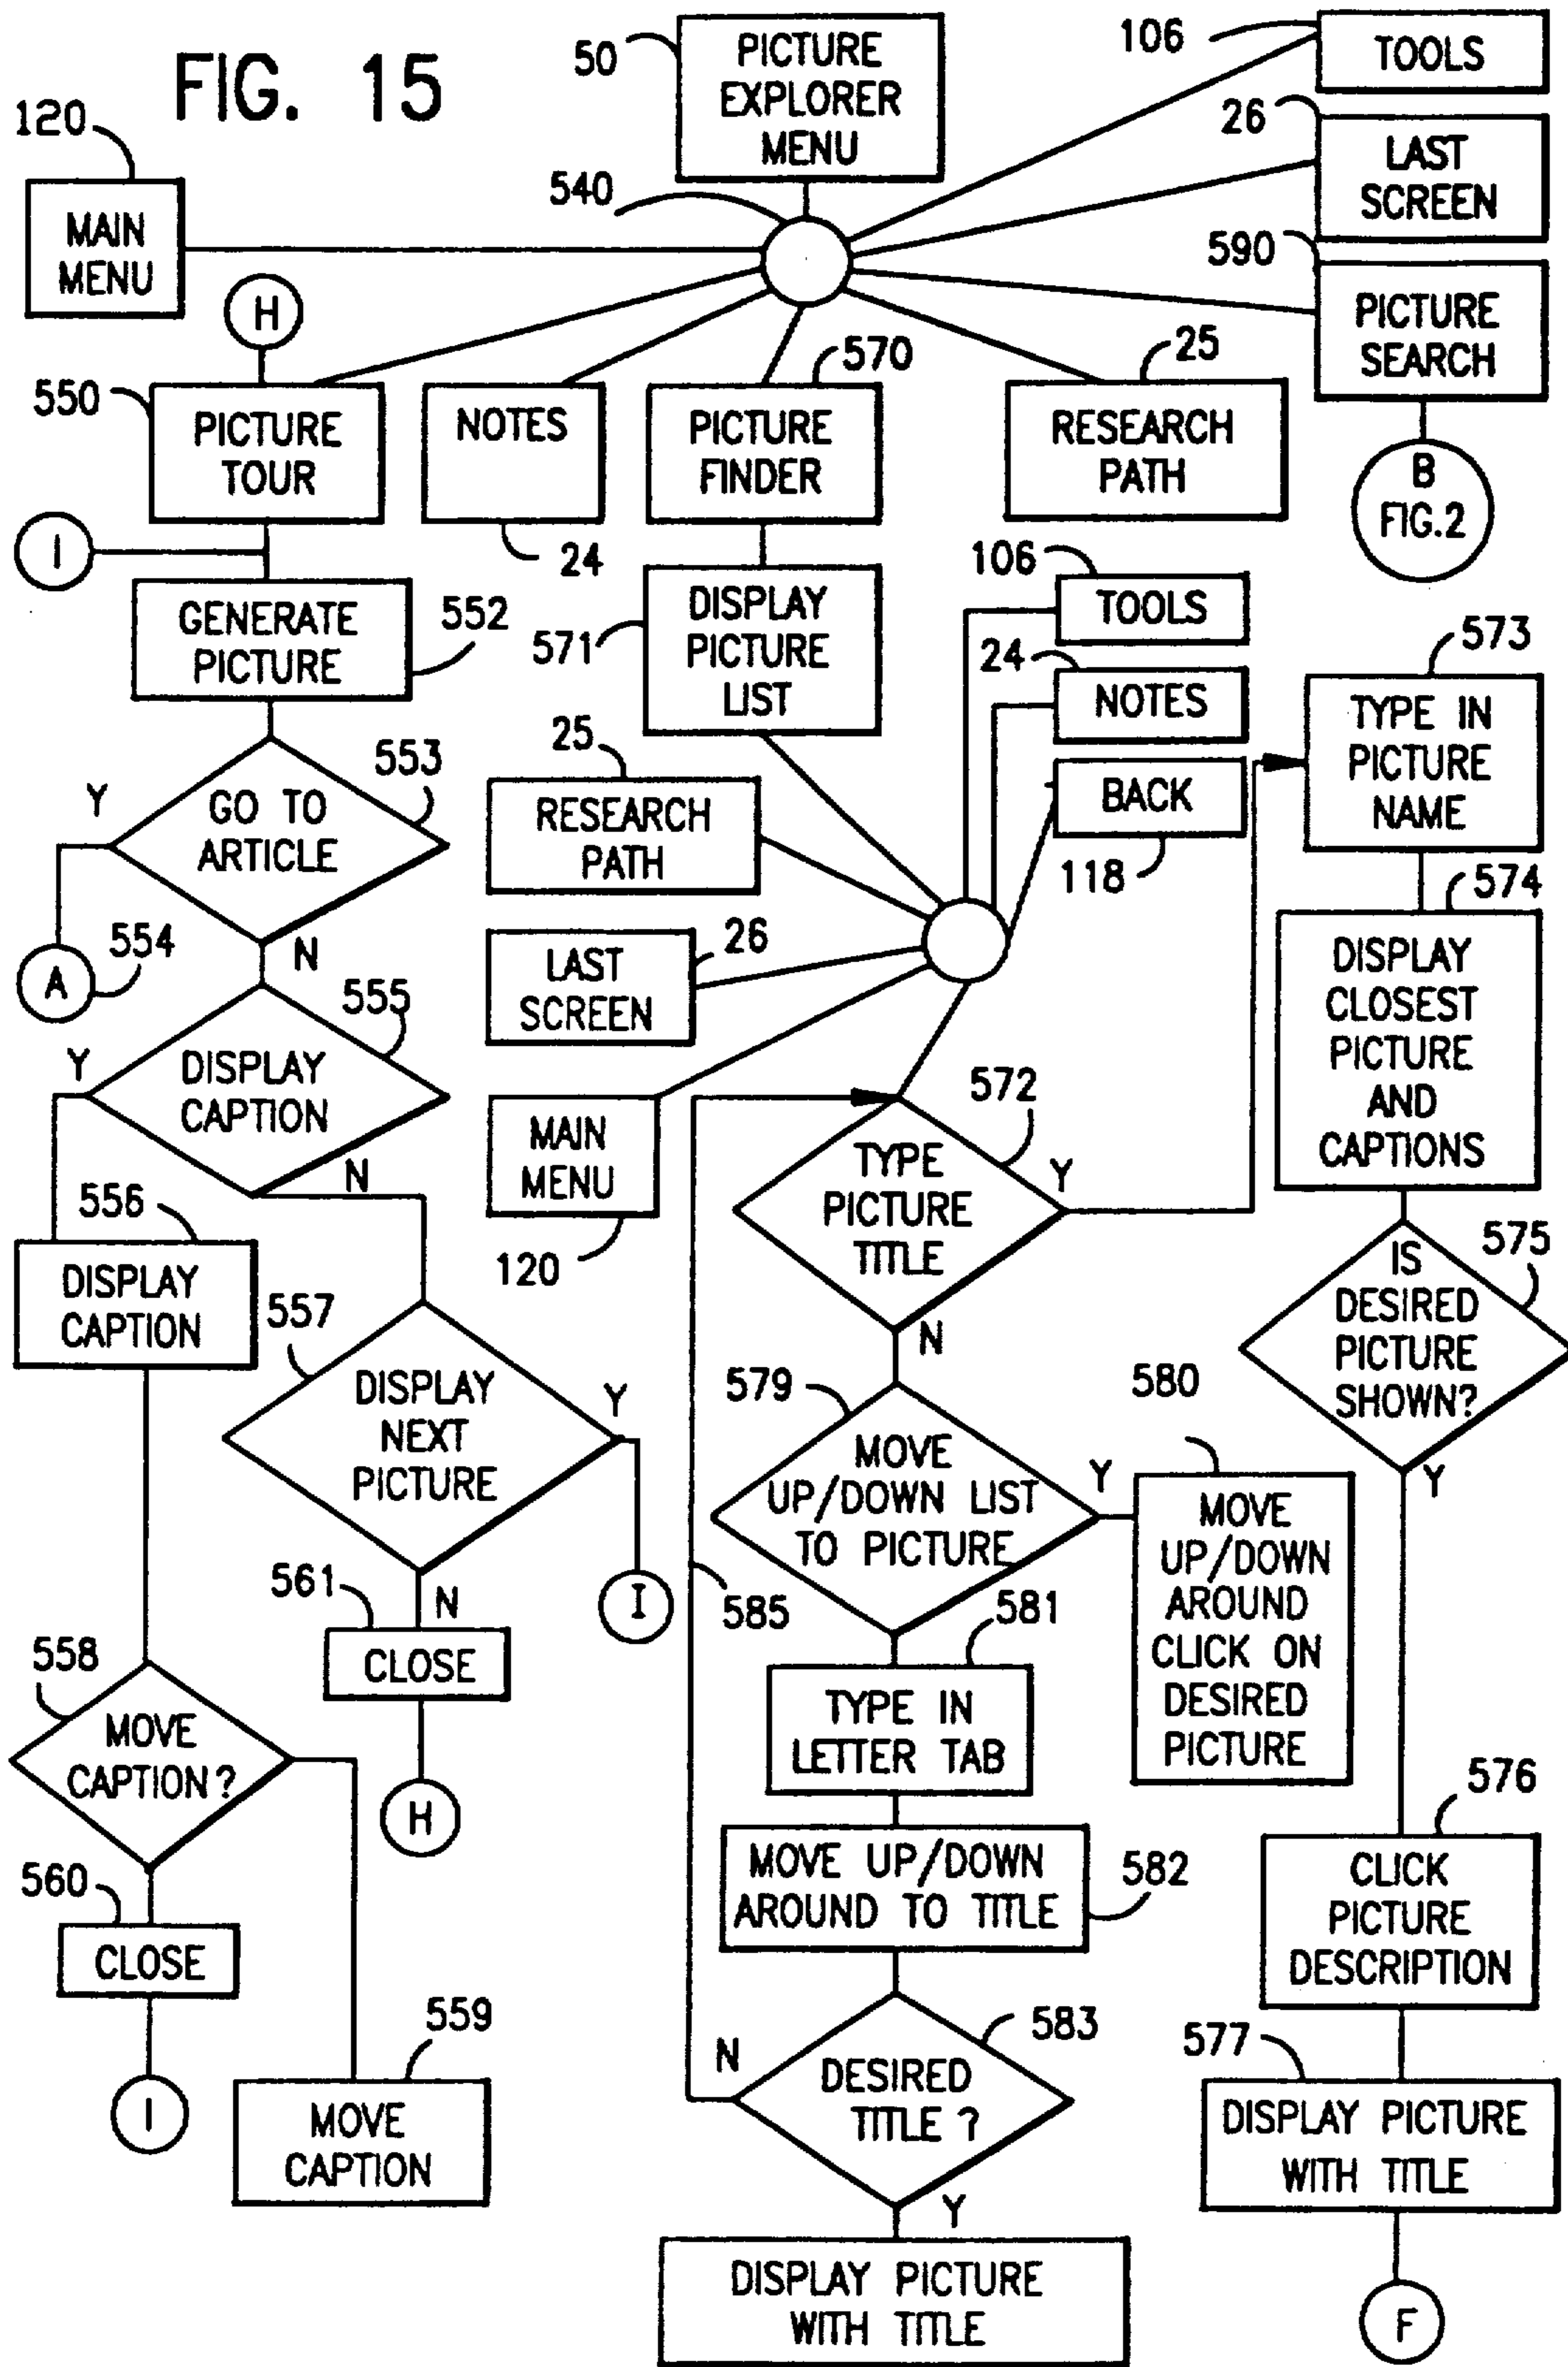 FIG. 15
50
PICTURE
EXPLORER
MENU
106
TOOLS
120
MAIN
MENU
540
26
LAST
SCREEN
590
PICTURE
SEARCH
B
FIG.2
H
550
PICTURE
TOUR
NOTES
24
570
PICTURE
FINDER
25
RESEARCH
PATH
I
GENERATE
PICTURE
552
571
DISPLAY
PICTURE
LIST
106
TOOLS
24
NOTES
BACK
118
573
TYPE IN
PICTURE
NAME
553
Y
GO TO
ARTICLE
N
A
554
25
RESEARCH
PATH
26
LAST
SCREEN
MAIN
MENU
120
574
DISPLAY
CLOSEST
PICTURE
AND
CAPTIONS
555
Y
DISPLAY
CAPTION
N
556
DISPLAY
CAPTION
557
DISPLAY
NEXT
PICTURE
Y
N
I
561
CLOSE
H
572
TYPE
PICTURE
TITLE
Y
N
575
IS
DESIRED
PICTURE
SHOWN?
Y
579
MOVE
UP/DOWN LIST
TO PICTURE
Y
580
MOVE
UP/DOWN
AROUND
CLICK ON
DESIRED
PICTURE
585
581
TYPE IN
LETTER TAB
558
MOVE
CAPTION?
560
CLOSE
I
559
MOVE
CAPTION
MOVE UP/DOWN
AROUND TO TITLE
582
583
N
DESIRED
TITLE ?
Y
DISPLAY PICTURE
WITH TITLE
576
CLICK
PICTURE
DESCRIPTION
577
DISPLAY PICTURE
WITH TITLE
F